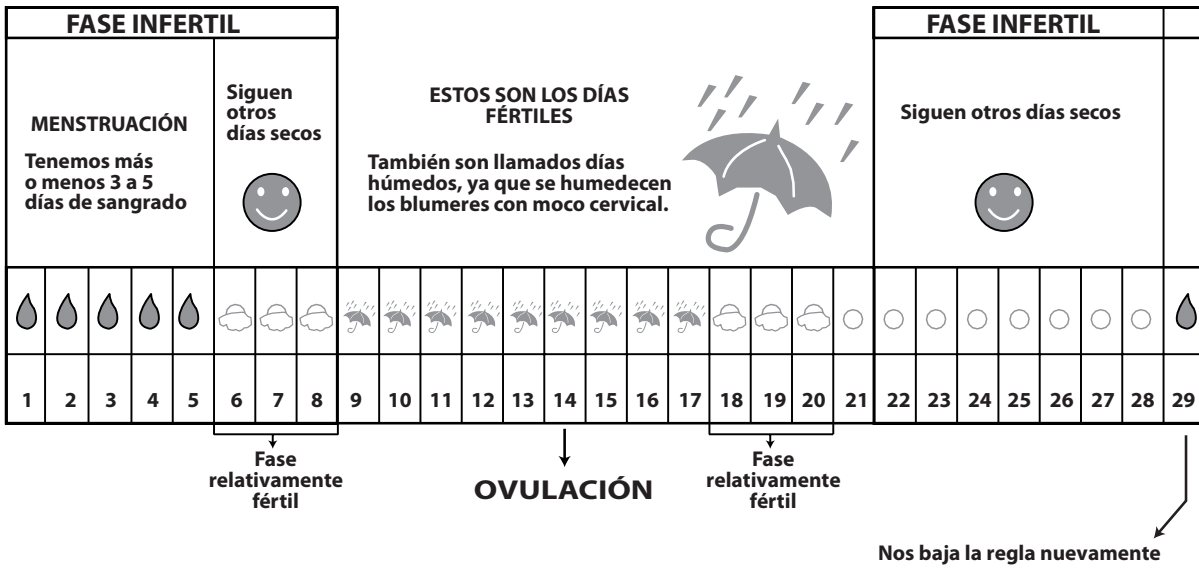 FASE INFERTIL
FASE INFERTIL
MENSTRUACIÓN
Tenemos más
o menos 3 a 5
días de sangrado
Siguen
otros
días secos
ESTOS SON LOS DÍAS
FÉRTILES
También son llamados días
húmedos, ya que se humedecen
los blumeres con moco cervical.
Siguen otros días secos
1 2 3 4 5 6 7 8 9 10 11 12 13 14 15 16 17 18 19 20 21 22 23 24 25 26 27 28 29
Fase
relativamente
fértil
OVULACIÓN
Fase
relativamente
fértil
Nos baja la regla nuevamente